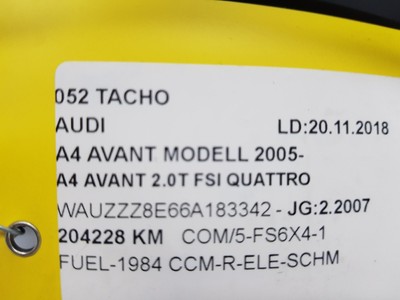 052 TACHO
AUDI LD:20.11.2018
A4 AVANT MODELL 2005-
A4 AVANT 2.0T FSI QUATTRO
WAUZZZ8E66A183342 - JG:2.2007
204228 KM COM/5-FS6X4-1
FUEL-1984 CCM-R-ELE-SCHM